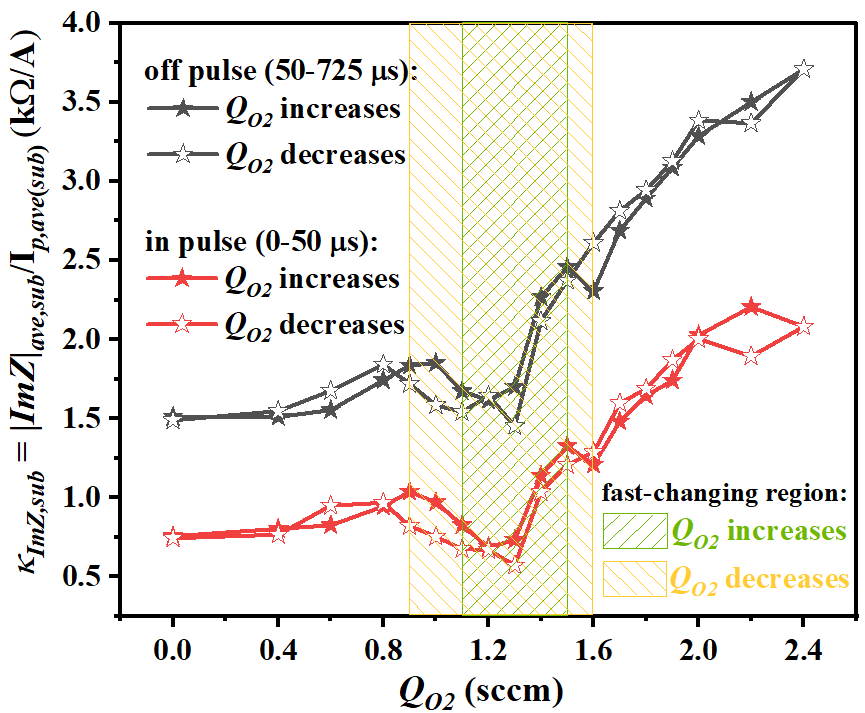 κImZ,sub = |ImZ|ave,sub/Ip,ave(sub) (kΩ/A)
4.0
3.5
3.0
2.5
2.0
1.5
1.0
0.5
off pulse (50-725 μs):
QO2 increases
QO2 decreases
in pulse (0-50 μs):
QO2 increases
QO2 decreases
fast-changing region:
QO2 increases
QO2 decreases
0.0 0.4 0.8 1.2 1.6 2.0 2.4
QO2 (sccm)